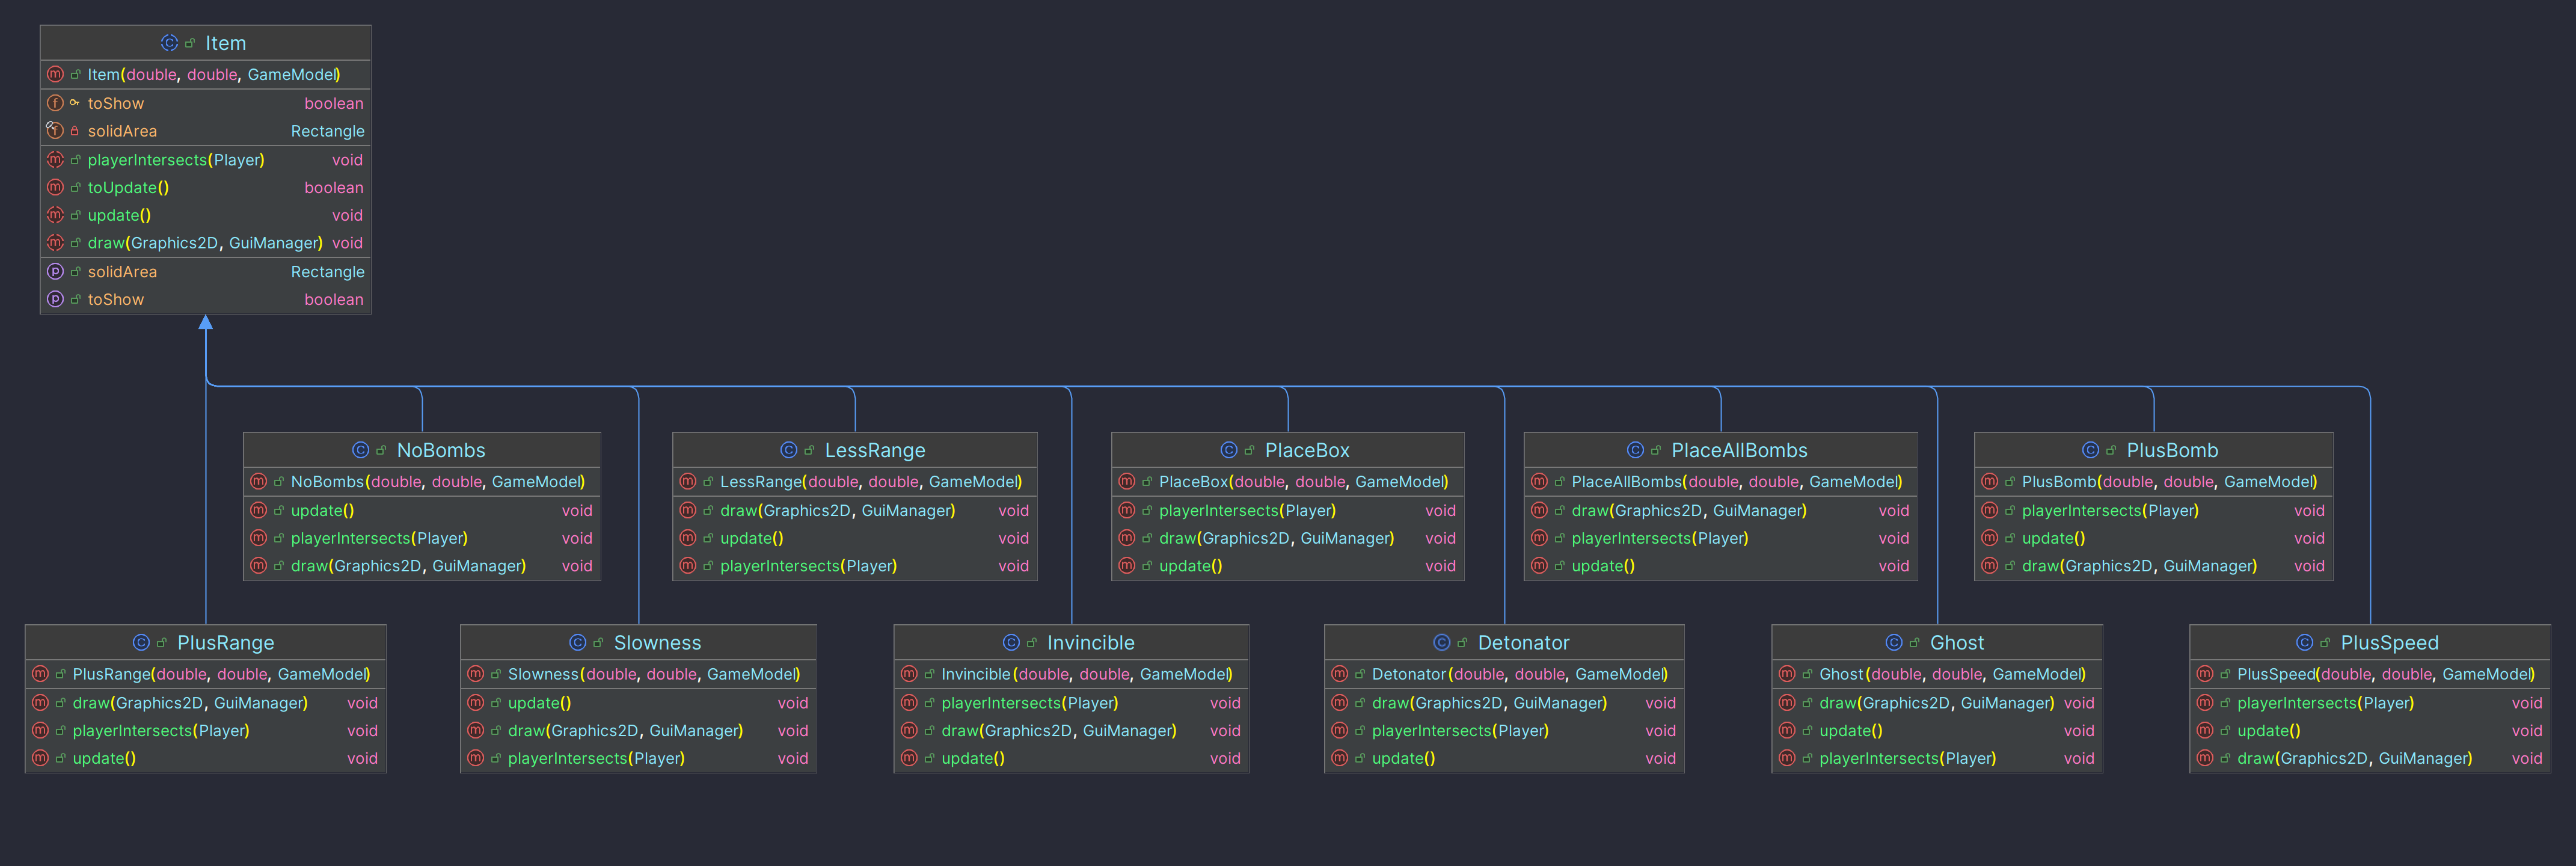 Item
Item(double, double, GameModel)
toShow boolean
solidArea Rectangle
playerIntersects(Player) void
toUpdate() boolean
update() void
draw(Graphics2D, GuiManager) void
solidArea Rectangle
toShow boolean
NoBombs
NoBombs(double, double, GameModel)
update() void
playerIntersects(Player) void
draw(Graphics2D, GuiManager) void
LessRange
LessRange(double, double, GameModel)
draw(Graphics2D, GuiManager) void
update() void
playerIntersects(Player) void
PlaceBox
PlaceBox(double, double, GameModel)
playerIntersects(Player) void
draw(Graphics2D, GuiManager) void
update() void
PlaceAllBombs
PlaceAllBombs(double, double, GameModel)
draw(Graphics2D, GuiManager) void
playerIntersects(Player) void
update() void
PlusBomb
PlusBomb(double, double, GameModel)
playerIntersects(Player) void
update() void
draw(Graphics2D, GuiManager) void
PlusRange
PlusRange(double, double, GameModel)
draw(Graphics2D, GuiManager) void
playerIntersects(Player) void
update() void
Slowness
Slowness(double, double, GameModel)
update() void
draw(Graphics2D, GuiManager) void
playerIntersects(Player) void
Invincible
Invincible(double, double, GameModel)
playerIntersects(Player) void
draw(Graphics2D, GuiManager) void
update() void
Detonator
Detonator(double, double, GameModel)
draw(Graphics2D, GuiManager) void
playerIntersects(Player) void
update() void
Ghost
Ghost(double, double, GameModel)
draw(Graphics2D, GuiManager) void
update() void
playerIntersects(Player) void
PlusSpeed
PlusSpeed(double, double, GameModel)
playerIntersects(Player) void
update() void
draw(Graphics2D, GuiManager) void